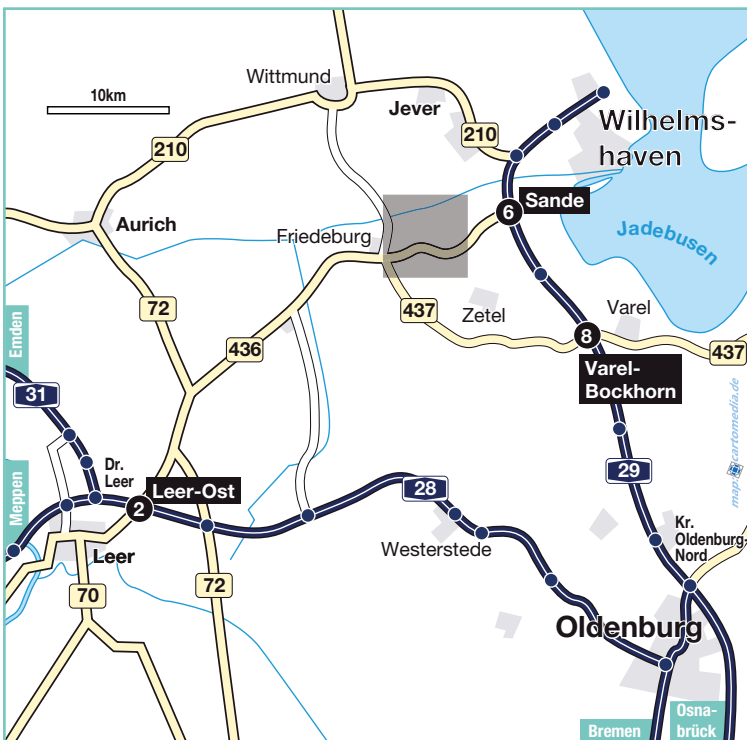 Wittmund
10km
Jever
210
210
Wilhelms-
haven
6
Sande
Aurich
Friedeburg
Jadebusen
72
437
Zetel
Varel
436
8
437
Emden
Varel-
Bockhorn
31
map:cartomedia.de
Dr.
Leer
29
Meppen
Leer-Ost
28
2
Kr.
Oldenburg-
Nord
Westerstede
Leer
72
70
Oldenburg
Osna-
brück
Bremen